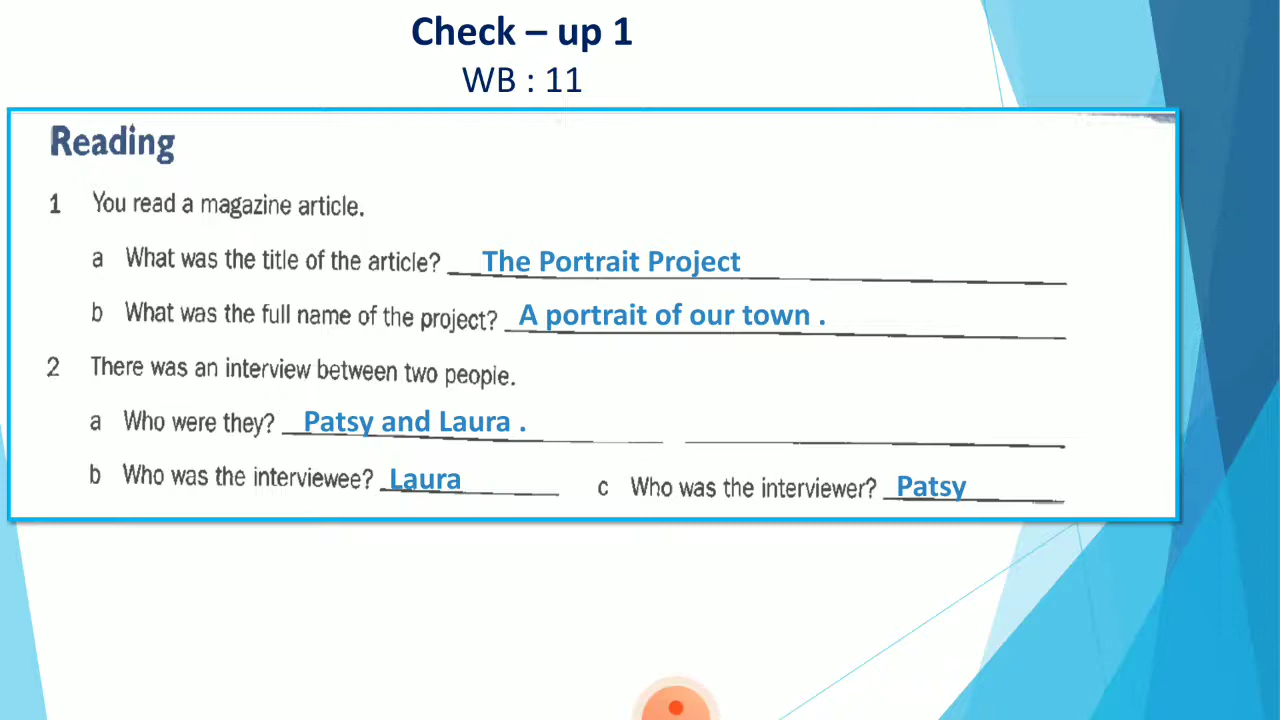 Check – up 1
WB : 11
Reading
1 You read a magazine article.
a What was the title of the article? The Portrait Project
b What was the full name of the project? A portrait of our town .
2 There was an interview between two people.
a Who were they? Patsy and Laura .
b Who was the interviewee? Laura c Who was the interviewer? Patsy